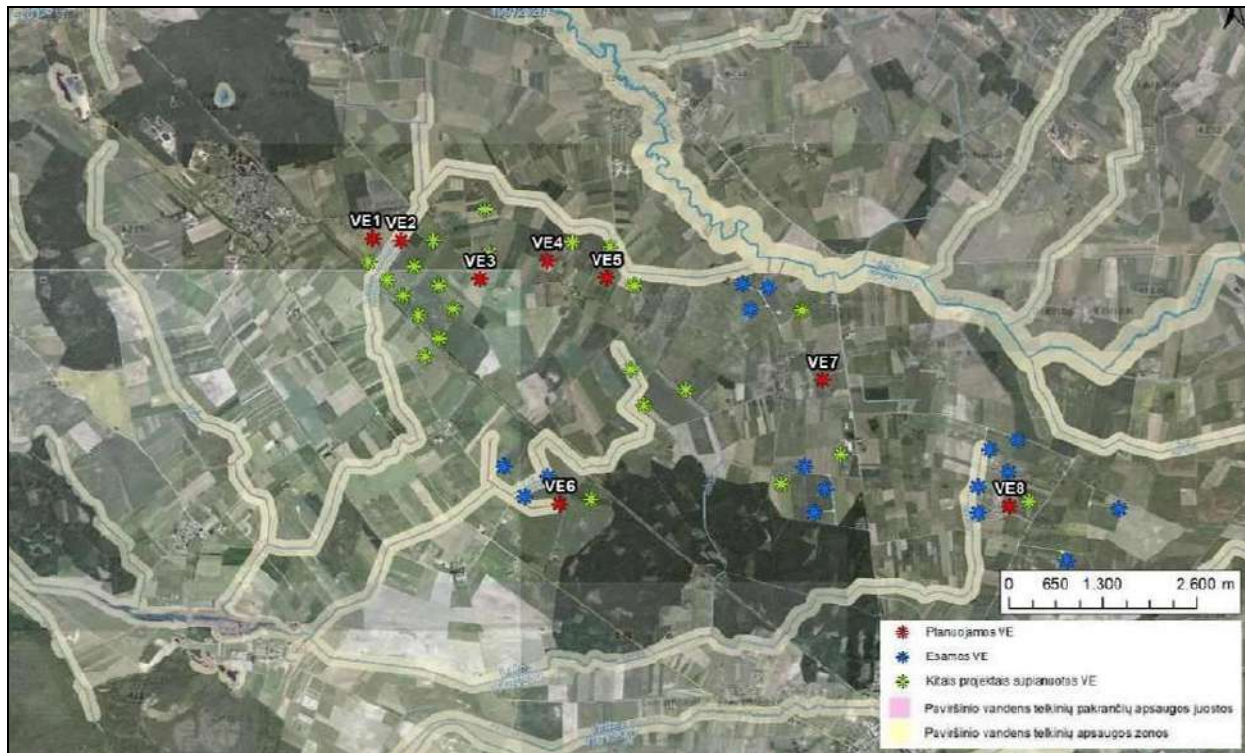 VE1
VE2
VE3
VE4
VE5
VE6
VE7
VE8
0 650 1.300 2.600 m
Planuojamos VE
Esamos VE
Kitais projektais suplanuotos VE
Paviršinio vandens telkinių pakrančių apsaugos juostos
Paviršinio vandens telkinių apsaugos zonos